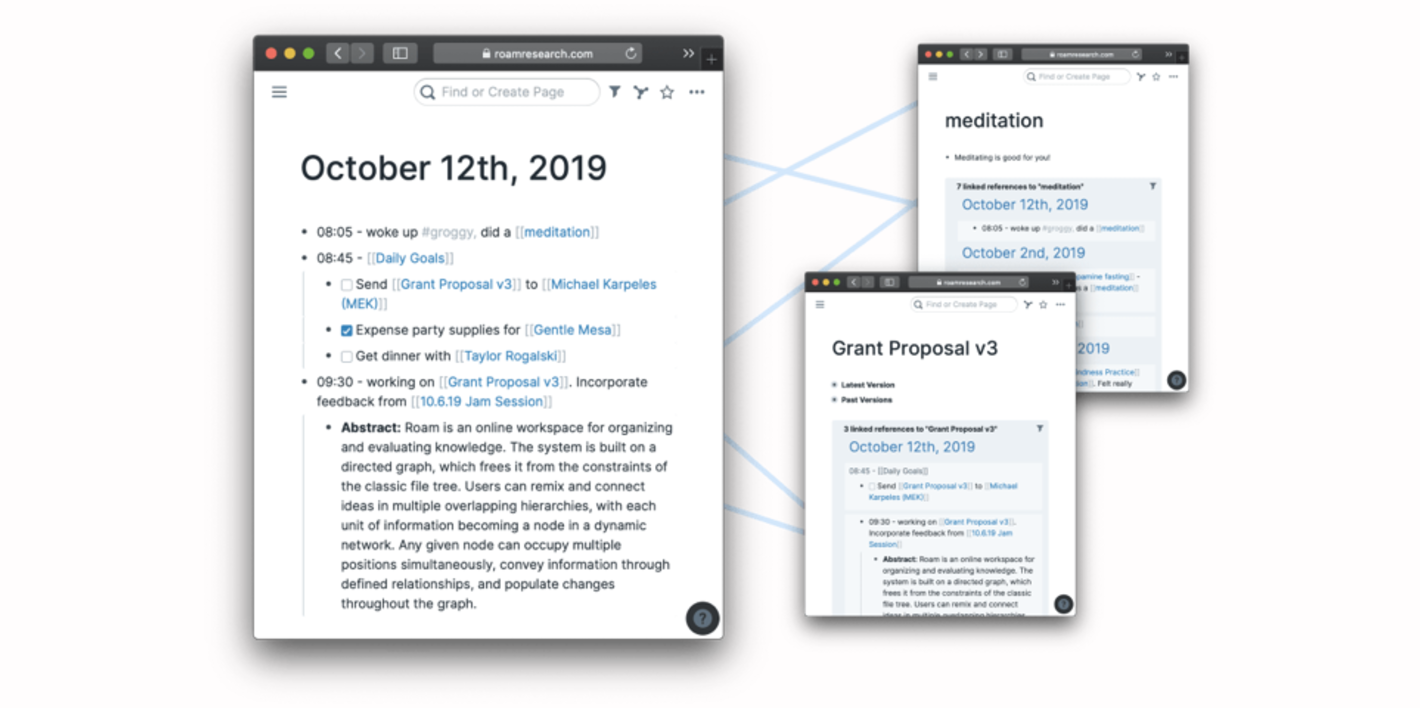 roamresearch.com
Find or Create Page
October 12th, 2019
• 08:05 - woke up #groggy, did a [[meditation]]
• 08:45 - [[Daily Goals]]
• Send [[Grant Proposal v3]] to [[Michael Karpeles
(MEK)]]
• Expense party supplies for [[Gentle Mesa]]
• Get dinner with [[Taylor Rogalski]]
• 09:30 - working on [[Grant Proposal v3]]. Incorporate
feedback from [[10.6.19 Jam Session]]
• Abstract: Roam is an online workspace for organizing
and evaluating knowledge. The system is built on a
directed graph, which frees it from the constraints of
the classic file tree. Users can remix and connect
ideas in multiple overlapping hierarchies, with each
unit of information becoming a node in a dynamic
network. Any given node can occupy multiple
positions simultaneously, convey information through
defined relationships, and populate changes
throughout the graph.
?
roamresearch.com
Find or Create Page
meditation
• Meditating is good for you!
7 linked references to "meditation"
October 12th, 2019
• 08:05 - woke up #groggy, did a [[meditation]]
October 2nd, 2019
fasting]] -
a [[meditation]]
2019
Practice]]
Felt really
?
roamresearch.com
Find or Create Page
Grant Proposal v3
Latest Version
Past Versions
3 linked references to "Grant Proposal v3"
October 12th, 2019
08:45 - [[Daily Goals]]
• Send [[Grant Proposal v3]] to [[Michael
Karpeles (MEK)]]
• 09:30 - working on [[Grant Proposal v3]].
Incorporate feedback from [[10.6.19 Jam
Session]]
• Abstract: Roam is an online workspace for
organizing and evaluating knowledge. The
system is built on a directed graph, which
frees it from the constraints of the classic
file tree. Users can remix and connect
ideas in multiple overlapping hierarchies
?